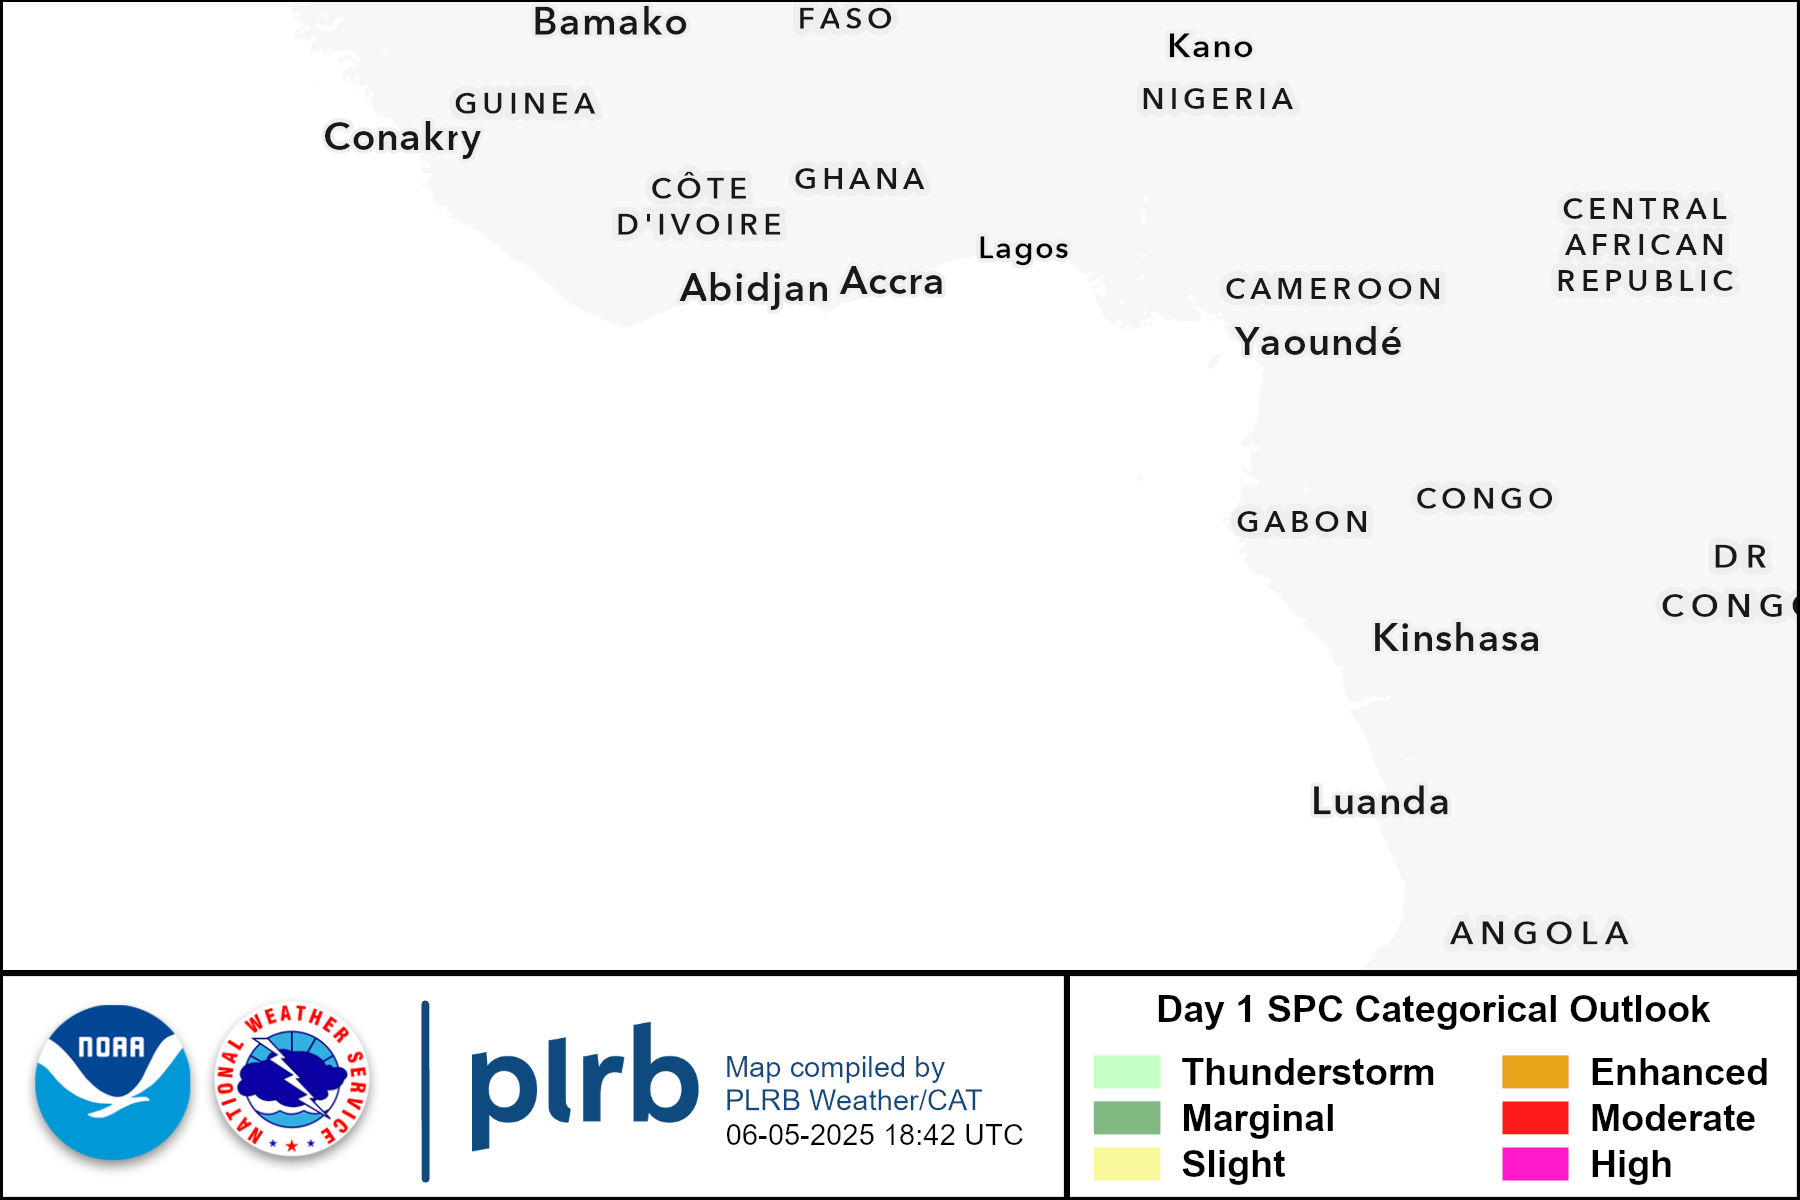 Bamako
FASO
Kano
GUINEA
NIGERIA
Conakry
CÔTE
D'IVOIRE
GHANA
Lagos
CENTRAL
AFRICAN
REPUBLIC
Abidjan
Accra
CAMEROON
Yaoundé
CONGO
GABON
DR
CONGO
Kinshasa
Luanda
ANGOLA
NOAA
NATIONAL WEATHER SERVICE
plrb
Map compiled by
PLRB Weather/CAT
06-05-2025 18:42 UTC
Day 1 SPC Categorical Outlook
Thunderstorm
Marginal
Slight
Enhanced
Moderate
High